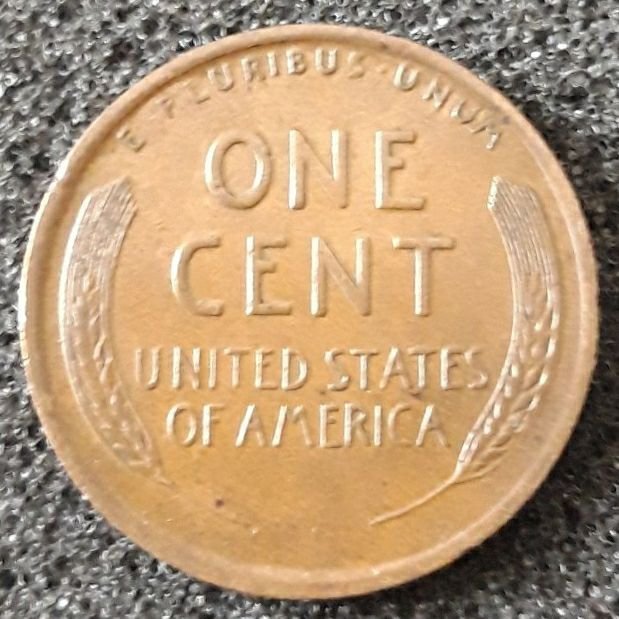 E PLURIBUS·UNUM
ONE
CENT
UNITED STATES
OF AMERICA